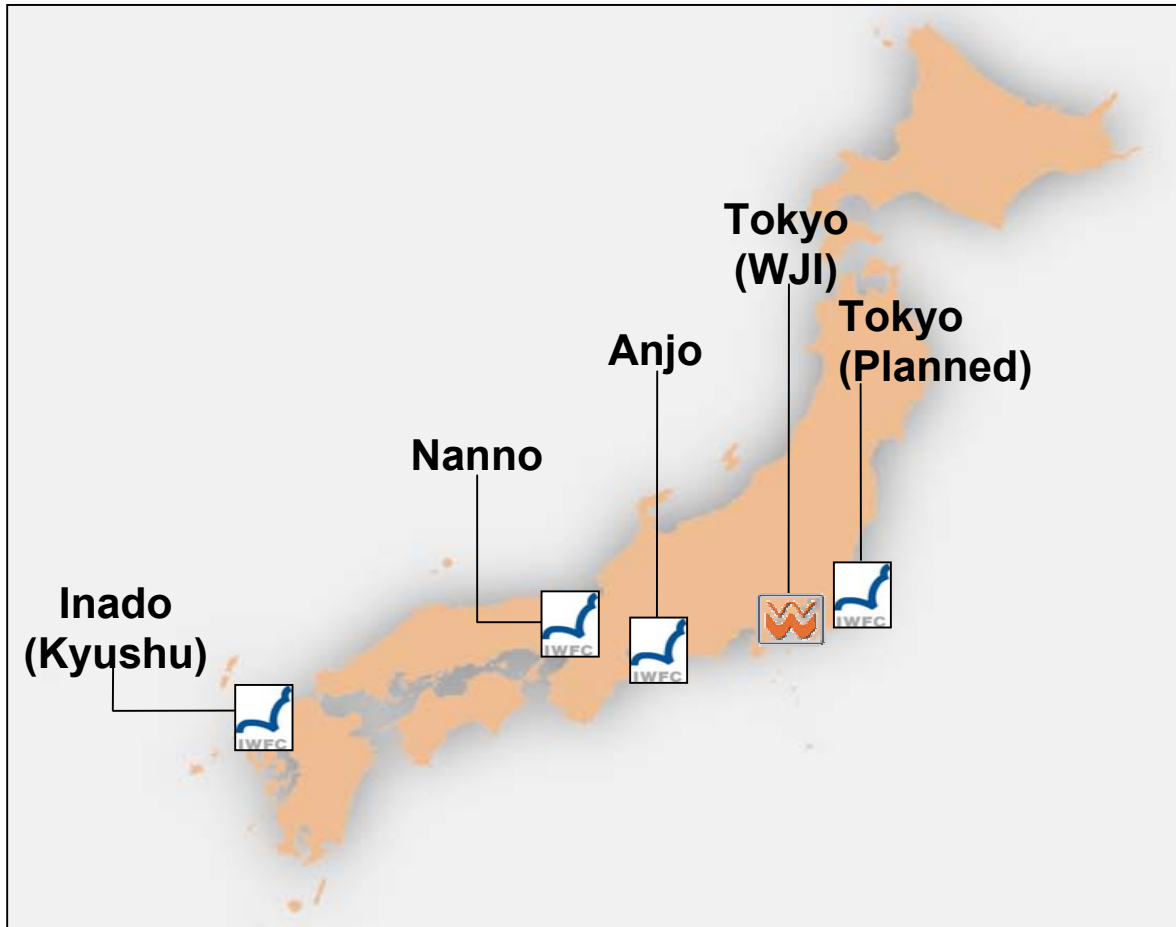 Tokyo
(WJI)
Tokyo
(Planned)
Anjo
Nanno
Inado
(Kyushu)
IWFC
IWFC
IWFC
IWFC
W